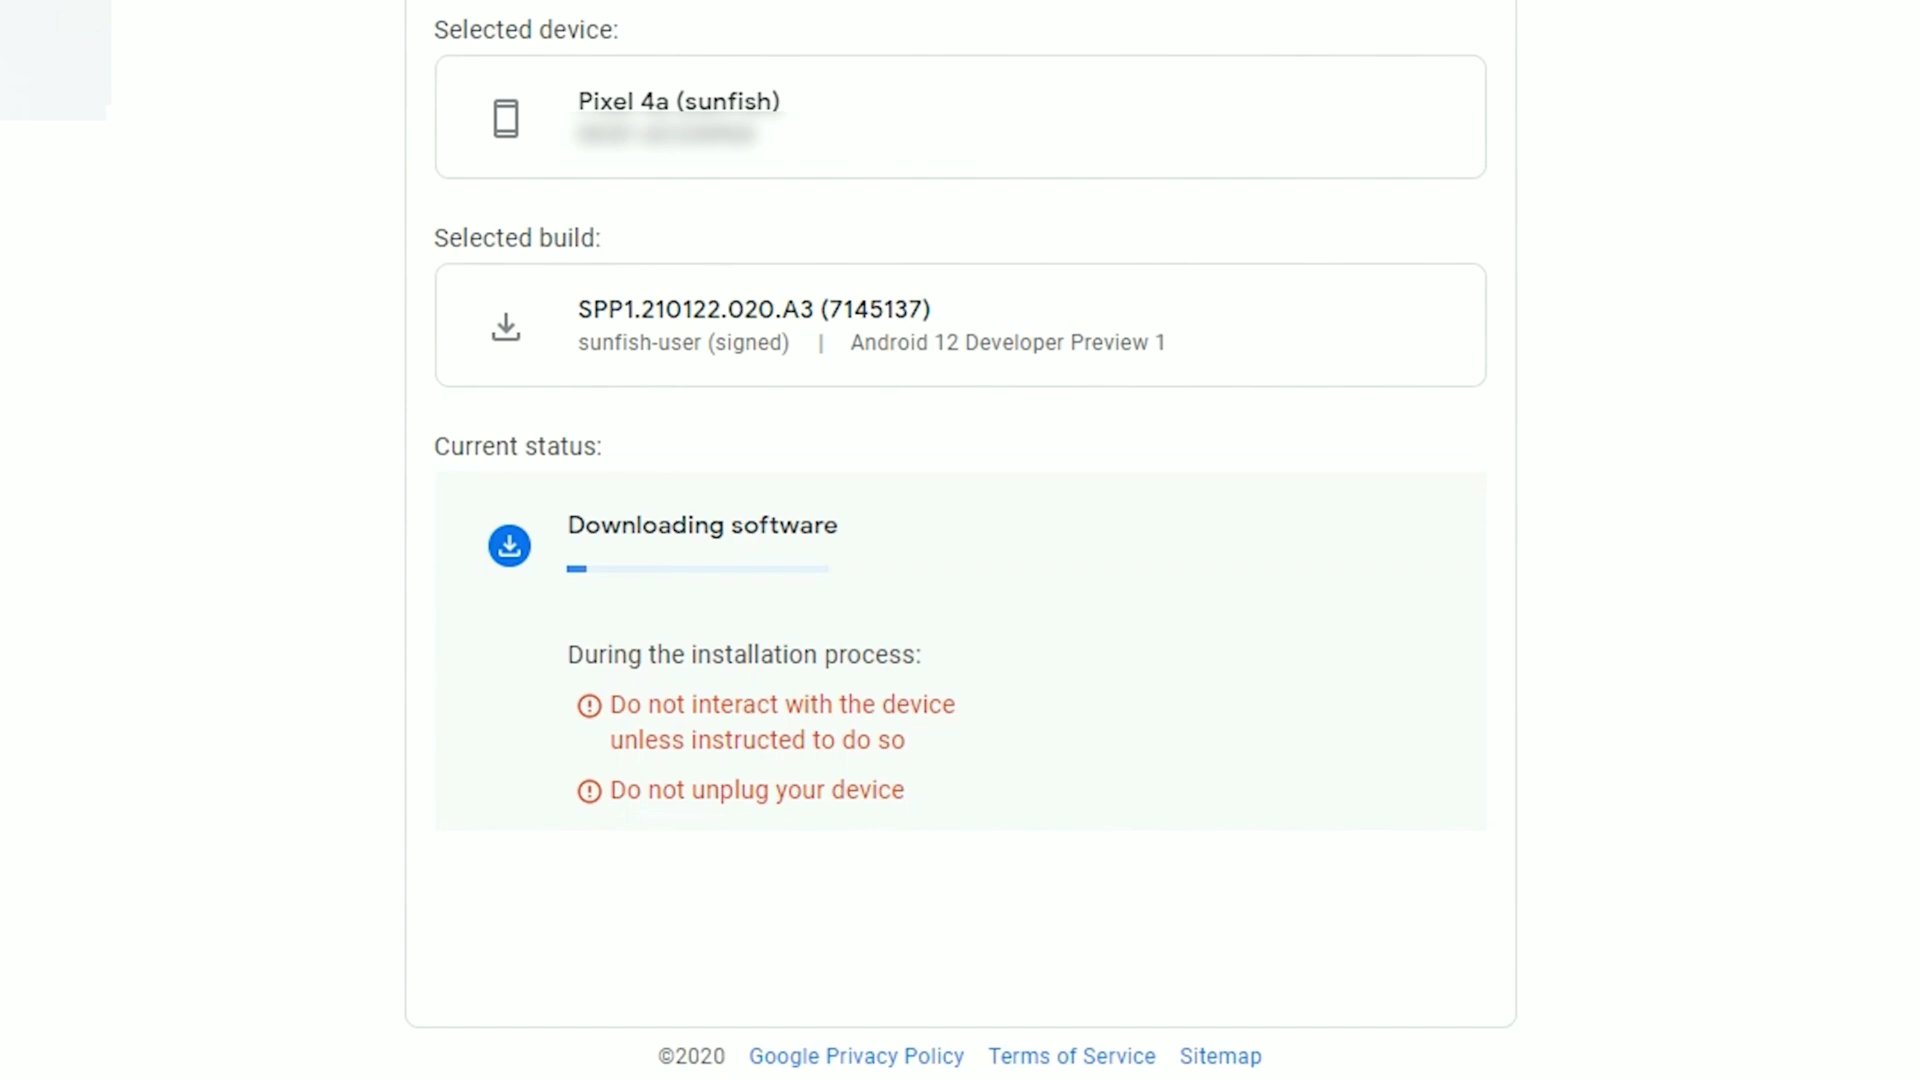 Selected device:
Pixel 4a (sunfish)
Selected build:
SPP1.210122.020.A3 (7145137)
sunfish-user (signed) | Android 12 Developer Preview 1
Current status:
Downloading software
During the installation process:
Do not interact with the device
unless instructed to do so
Do not unplug your device
©2020 Google Privacy Policy Terms of Service Sitemap